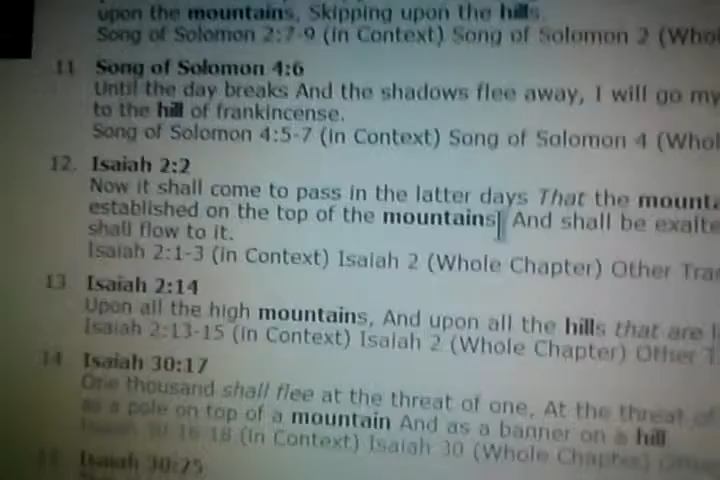 upon the mountains, Skipping upon the hills.
Song of Solomon 2:7-9 (in Context) Song of Solomon 2 (Whol
11 Song of Solomon 4:6
Until the day breaks And the shadows flee away, I will go my
to the hill of frankincense.
Song of Solomon 4:5-7 (in Context) Song of Solomon 4 (Whol
12. Isaiah 2:2
Now it shall come to pass in the latter days That the mount
established on the top of the mountains And shall be exalte
shall flow to it.
Isaiah 2:1-3 (in Context) Isaiah 2 (Whole Chapter) Other Tra
13 Isaiah 2:14
Upon all the high mountains, And upon all the hills that are
Isaiah 2:13-15 (in Context) Isaiah 2 (Whole Chapter) Other
14 Isaiah 30:17
One thousand shall flee at the threat of one, At the threat of
as a pole on top of a mountain And as a banner on a hill
Isaiah 30:16-18 (in Context) Isaiah 30 (Whole Chapter)
Isaiah 30:25